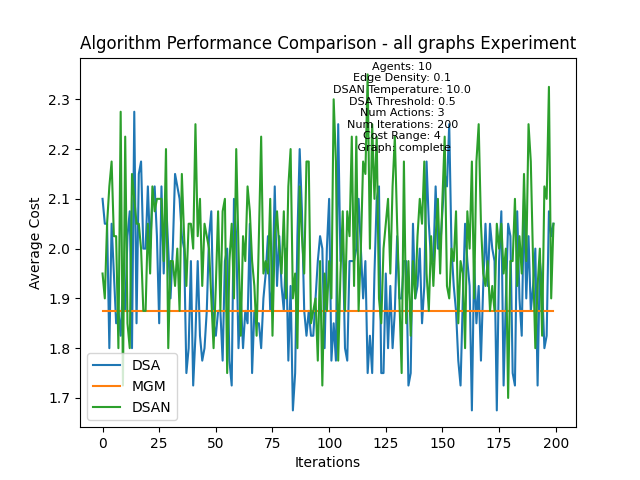 Algorithm Performance Comparison - all graphs Experiment
Agents: 10
Edge Density: 0.1
DSAN Temperature: 10.0
DSA Threshold: 0.5
Num Actions: 3
Num Iterations: 200
Cost Range: 4
Graph: complete
Average Cost
2.3
2.2
2.1
2.0
1.9
1.8
1.7
DSA
MGM
DSAN
0 25 50 75 100 125 150 175 200
Iterations